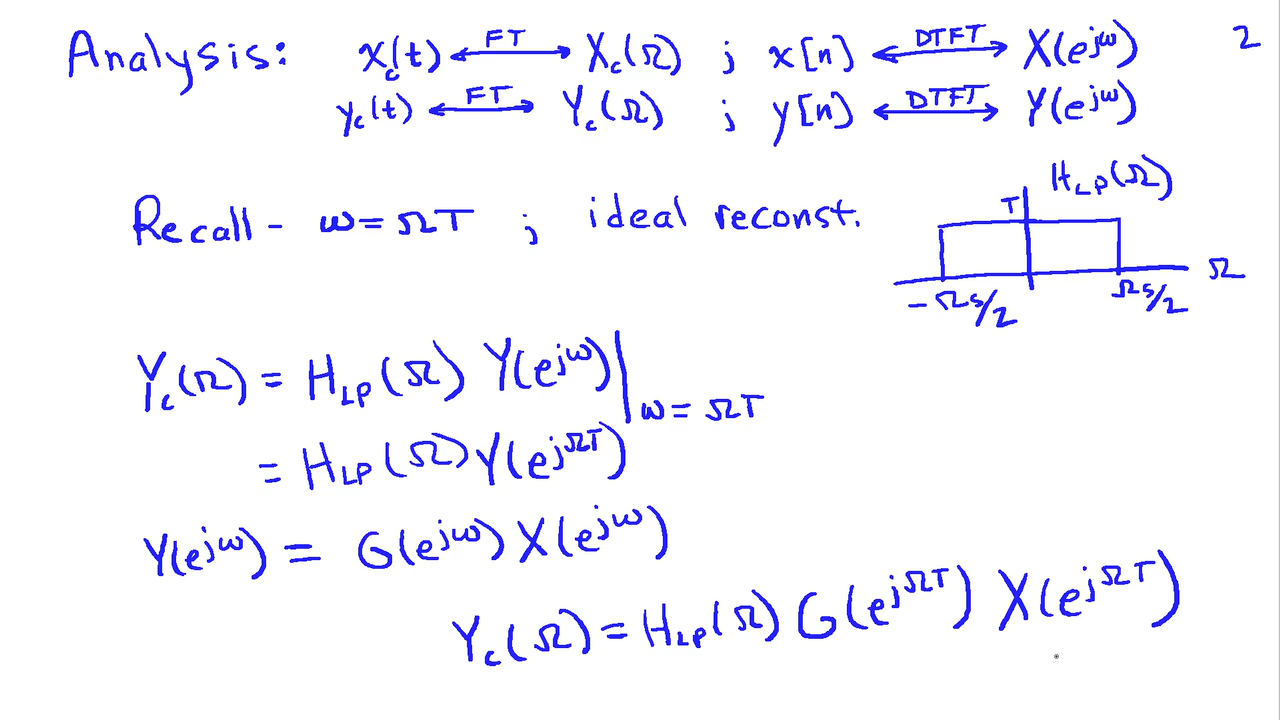 Analysis: x_c(t) ⟷FT X_c(Ω) ; x[n] ⟷DTFT X(e^{jω}) 2
y_c(t) ⟷FT Y_c(Ω) ; y[n] ⟷DTFT Y(e^{jω})
H_LP(Ω)
Recall - ω = ΩT ; ideal reconst.
T
Ω
-Ωs/2 Ωs/2
Y_c(Ω) = H_LP(Ω) Y(e^{jω})|_{ω = ΩT}
= H_LP(Ω) Y(e^{jΩT})
Y(e^{jω}) = G(e^{jω}) X(e^{jω})
Y_c(Ω) = H_LP(Ω) G(e^{jΩT}) X(e^{jΩT})